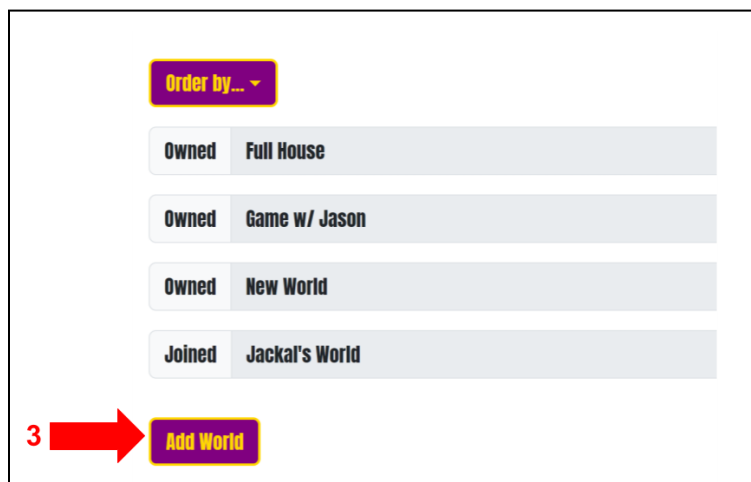 Order by...
Owned Full House
Owned Game w/ Jason
Owned New World
Joined Jackal's World
3 Add World